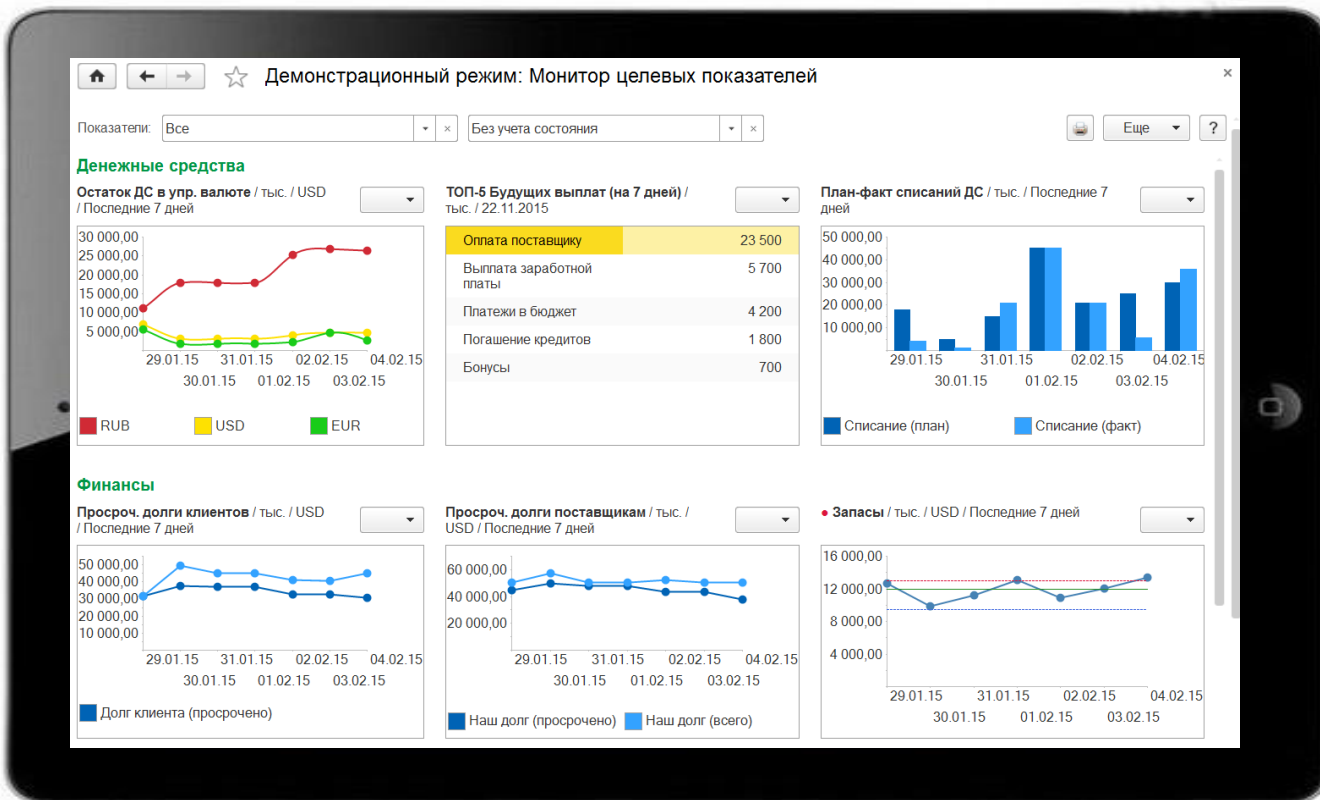 Демонстрационный режим: Монитор целевых показателей
Показатели: Все Без учета состояния Еще ?
Денежные средства
Остаток ДС в упр. валюте / тыс. / USD
/ Последние 7 дней
30 000,00
25 000,00
20 000,00
15 000,00
10 000,00
5 000,00
29.01.15 31.01.15 02.02.15 04.02.15
30.01.15 01.02.15 03.02.15
RUB USD EUR
ТОП-5 Будущих выплат (на 7 дней) /
тыс. / 22.11.2015
Оплата поставщику 23 500
Выплата заработной
платы 5 700
Платежи в бюджет 4 200
Погашение кредитов 1 800
Бонусы 700
План-факт списаний ДС / тыс. / Последние 7
дней
50 000,00
40 000,00
30 000,00
20 000,00
10 000,00
29.01.15 31.01.15 02.02.15 04.02.15
30.01.15 01.02.15 03.02.15
Списание (план) Списание (факт)
Финансы
Просроч. долги клиентов / тыс. / USD
/ Последние 7 дней
50 000,00
40 000,00
30 000,00
20 000,00
10 000,00
29.01.15 31.01.15 02.02.15 04.02.15
30.01.15 01.02.15 03.02.15
Долг клиента (просрочено)
Просроч. долги поставщикам / тыс. /
USD / Последние 7 дней
60 000,00
40 000,00
20 000,00
29.01.15 31.01.15 02.02.15 04.02.15
30.01.15 01.02.15 03.02.15
Наш долг (просрочено) Наш долг (всего)
Запасы / тыс. / USD / Последние 7 дней
16 000,00
12 000,00
8 000,00
4 000,00
29.01.15 31.01.15 02.02.15 04.02.15
30.01.15 01.02.15 03.02.15